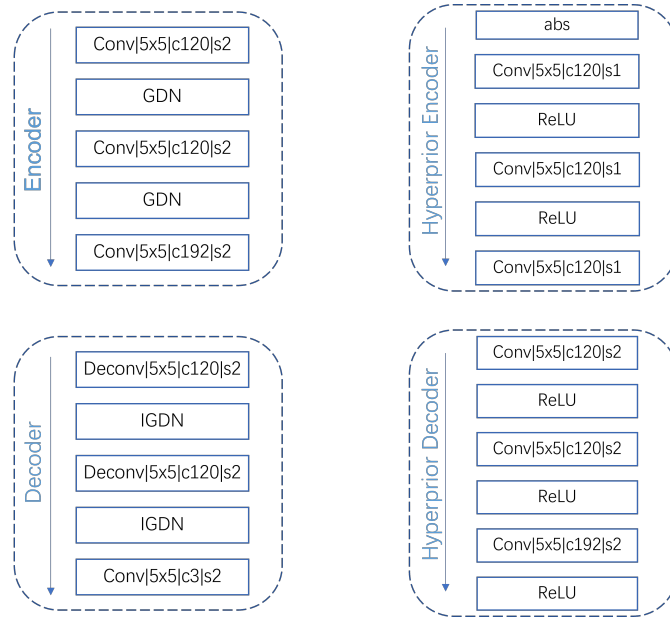 Encoder
Conv|5x5|c120|s2
GDN
Conv|5x5|c120|s2
GDN
Conv|5x5|c192|s2
Hyperprior Encoder
abs
Conv|5x5|c120|s1
ReLU
Conv|5x5|c120|s1
ReLU
Conv|5x5|c120|s1
Decoder
Deconv|5x5|c120|s2
IGDN
Deconv|5x5|c120|s2
IGDN
Conv|5x5|c3|s2
Hyperprior Decoder
Conv|5x5|c120|s2
ReLU
Conv|5x5|c120|s2
ReLU
Conv|5x5|c192|s2
ReLU